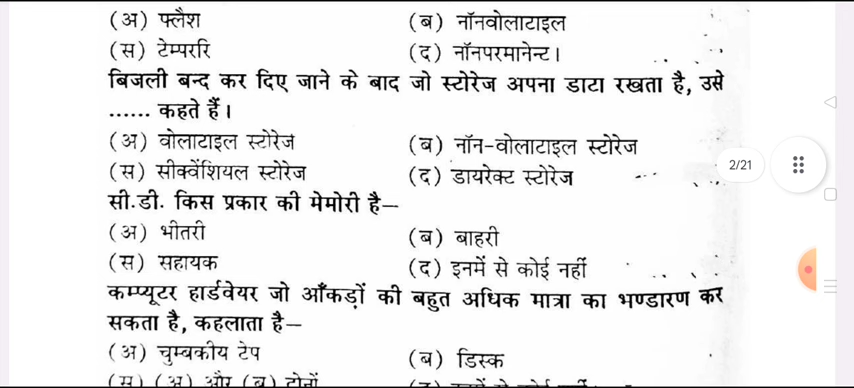 (अ) फ्लैश (ब) नॉनवोलाटाइल
(स) टेम्परॅरि (द) नॉनपरमानेन्ट।
बिजली बन्द कर दिए जाने के बाद जो स्टोरेज अपना डाटा रखता है, उसे
...... कहते हैं।
(अ) वोलाटाइल स्टोरेज (ब) नॉन-वोलाटाइल स्टोरेज
(स) सीक्वेंशियल स्टोरेज (द) डायरेक्ट स्टोरेज
2/21
सी.डी. किस प्रकार की मेमोरी है—
(अ) भीतरी (ब) बाहरी
(स) सहायक (द) इनमें से कोई नहीं
कम्प्यूटर हार्डवेयर जो आँकड़ों की बहुत अधिक मात्रा का भण्डारण कर
सकता है, कहलाता है—
(अ) चुम्बकीय टेप (ब) डिस्क
(स) (अ) और (ब) दोनों